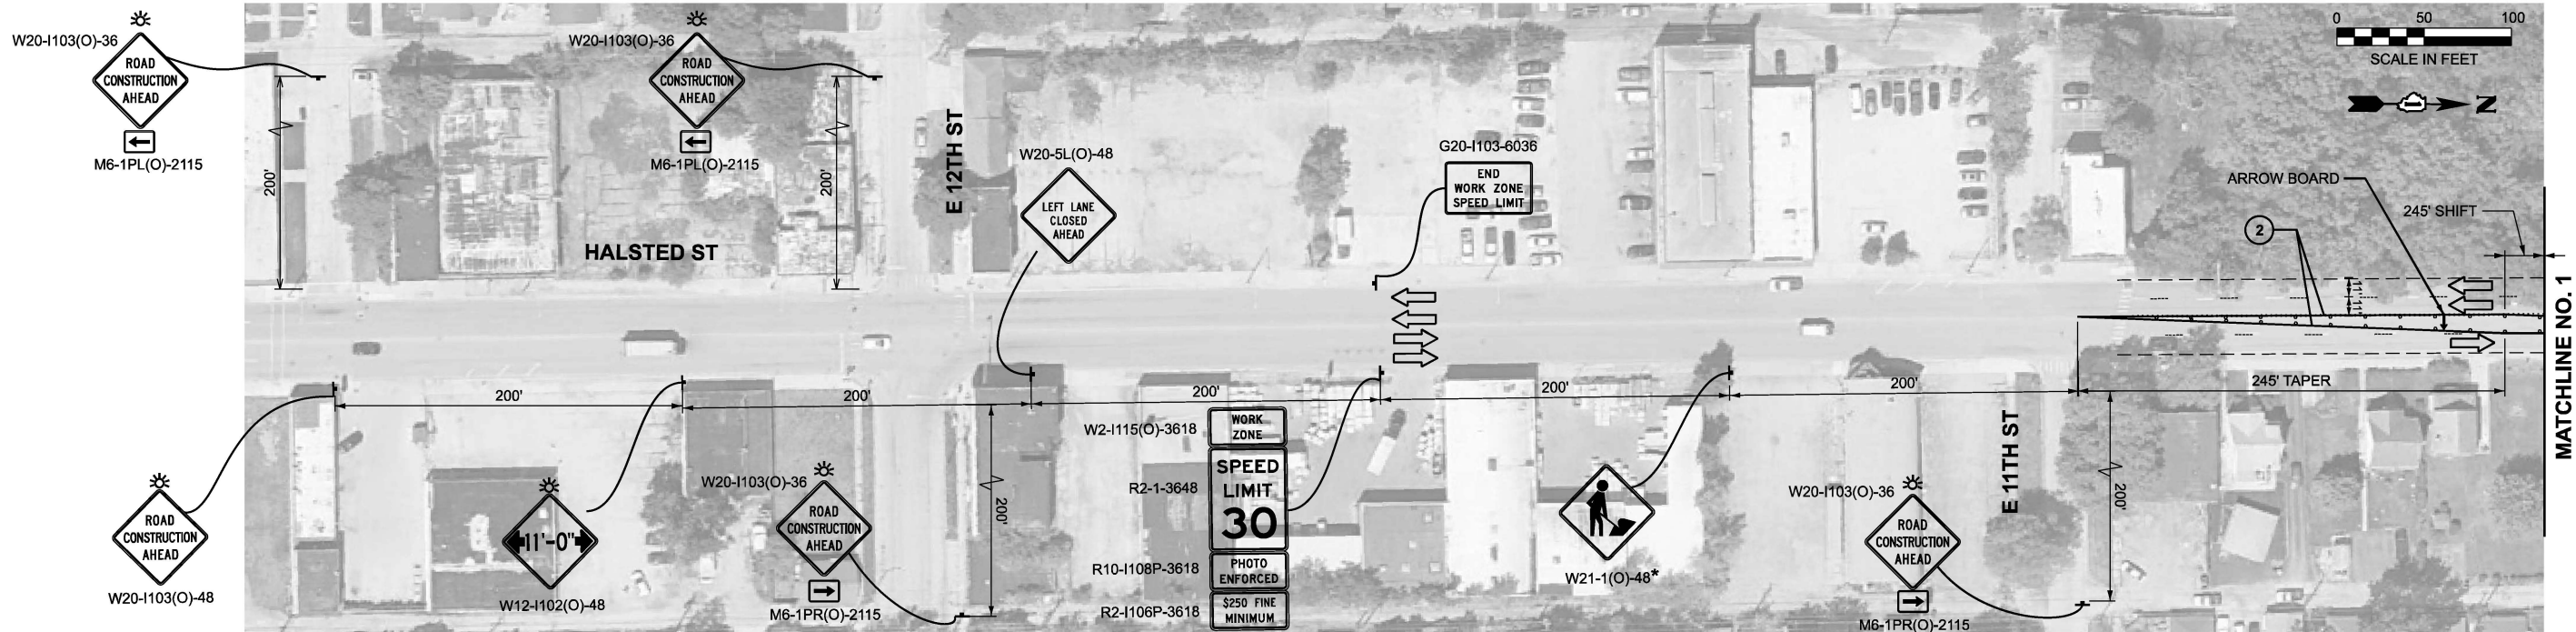 W20-I103(O)-36
ROAD
CONSTRUCTION
AHEAD
M6-1PL(O)-2115
200'
W20-I103(O)-36
ROAD
CONSTRUCTION
AHEAD
M6-1PL(O)-2115
200'
HALSTED ST
E 12TH ST
W20-5L(O)-48
LEFT LANE
CLOSED
AHEAD
G20-I103-6036
END
WORK ZONE
SPEED LIMIT
0 50 100
SCALE IN FEET
N
ARROW BOARD
2
245' SHIFT
11'
11'
MATCHLINE NO. 1
200'
200'
200'
200'
200'
245' TAPER
ROAD
CONSTRUCTION
AHEAD
W20-I103(O)-48
11'-0"
W12-I102(O)-48
W20-I103(O)-36
ROAD
CONSTRUCTION
AHEAD
M6-1PR(O)-2115
200'
W2-I115(O)-3618
WORK
ZONE
R2-1-3648
SPEED
LIMIT
30
R10-I108P-3618
PHOTO
ENFORCED
R2-I106P-3618
$250 FINE
MINIMUM
W21-1(O)-48*
W20-I103(O)-36
ROAD
CONSTRUCTION
AHEAD
M6-1PR(O)-2115
E 11TH ST
200'